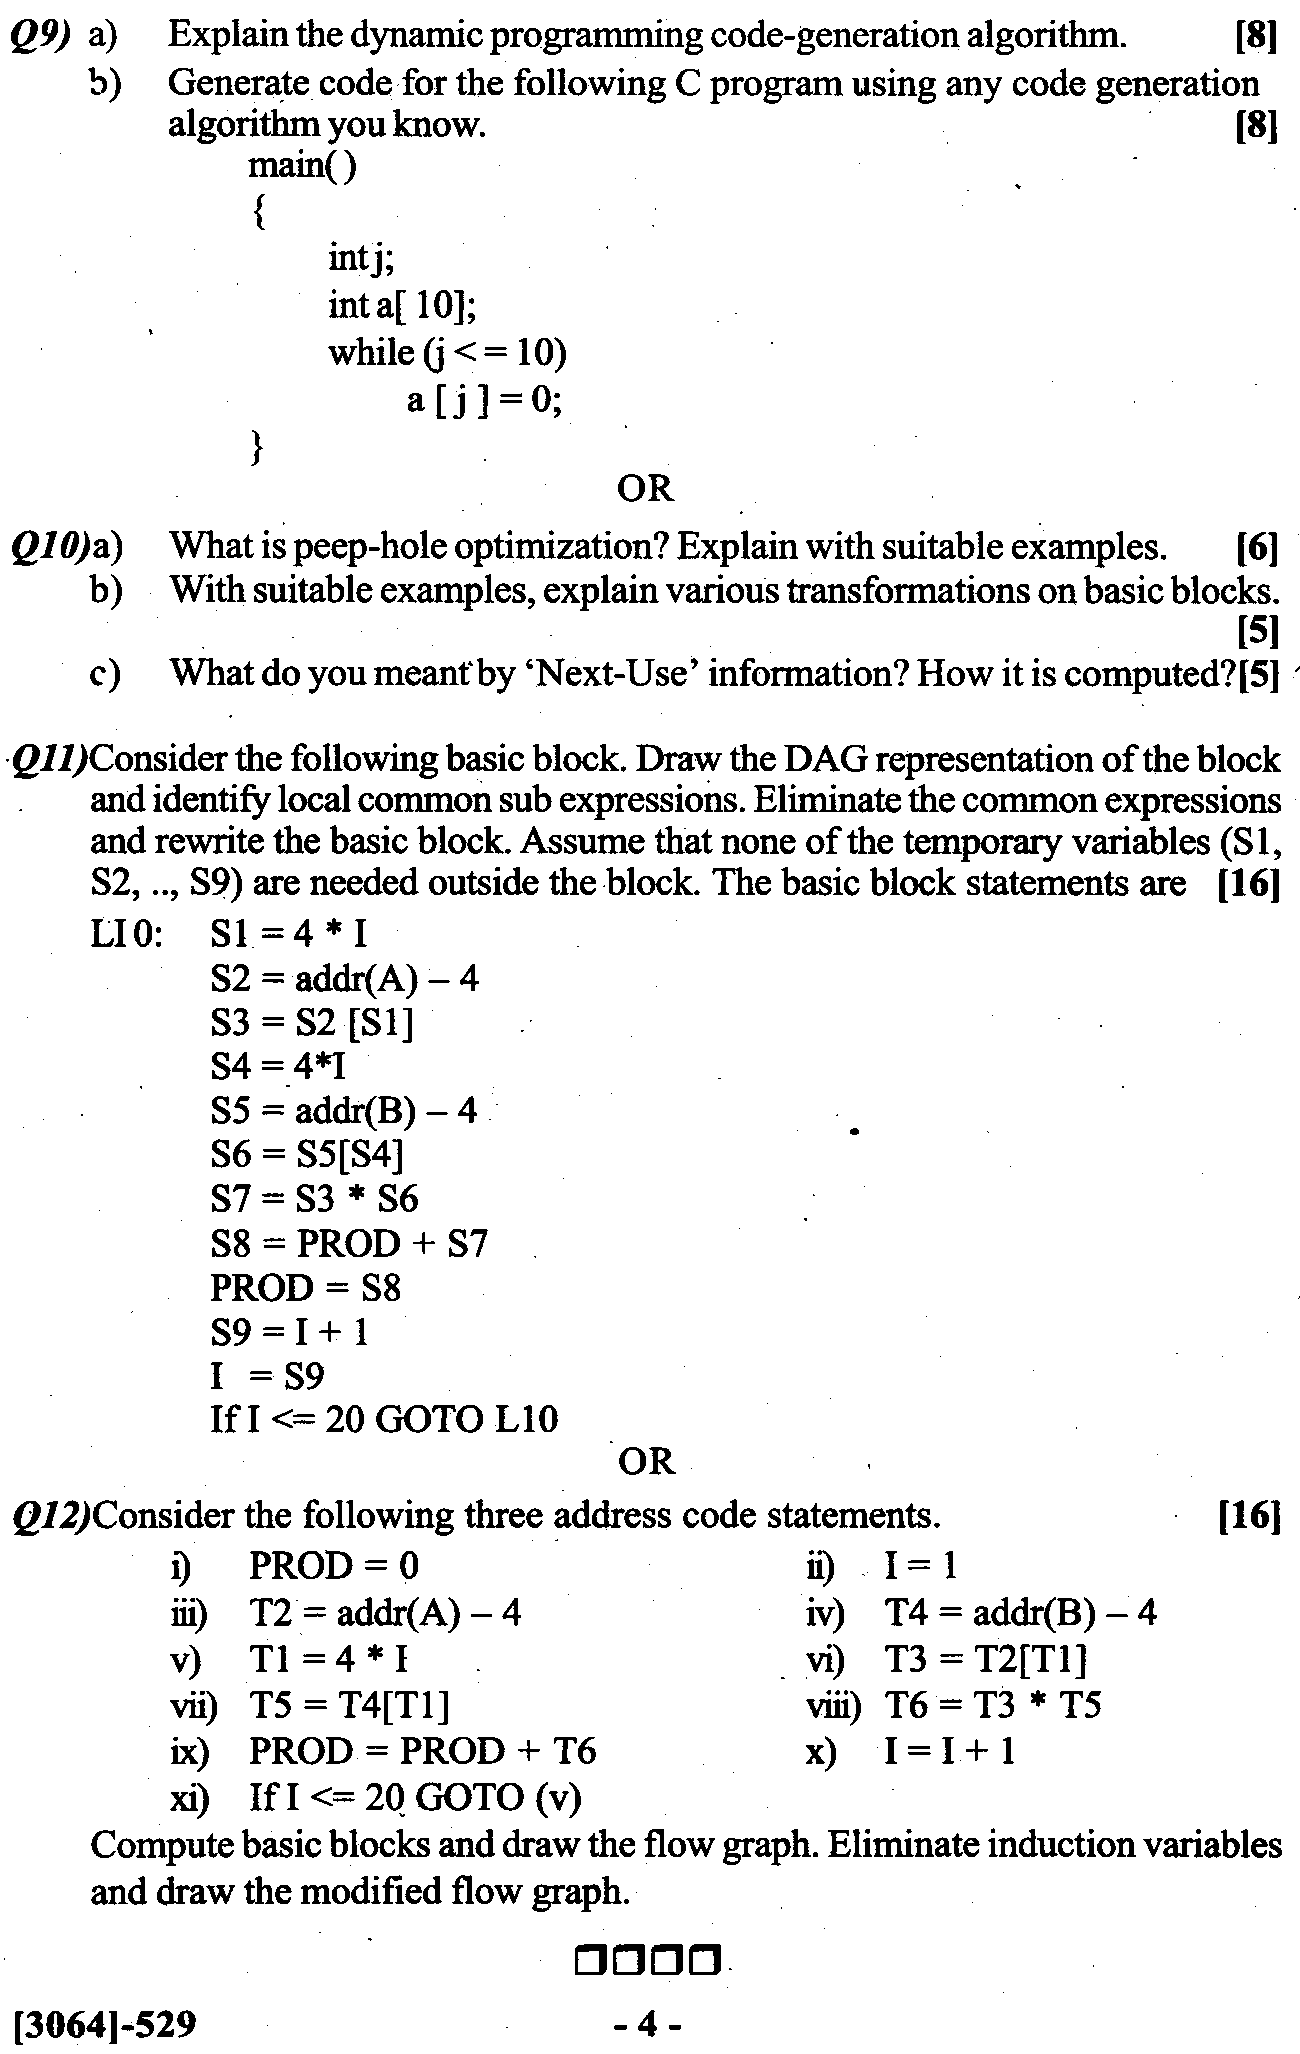 Q9) a) Explain the dynamic programming code-generation algorithm. [8]
b) Generate code for the following C program using any code generation
algorithm you know. [8]
main( )
{
int j;
int a[ 10];
while (j < = 10)
a [ j ] = 0;
}
OR
Q10)a) What is peep-hole optimization? Explain with suitable examples. [6]
b) With suitable examples, explain various transformations on basic blocks.
[5]
c) What do you meant by ‘Next-Use’ information? How it is computed?[5]
Q11)Consider the following basic block. Draw the DAG representation of the block
and identify local common sub expressions. Eliminate the common expressions
and rewrite the basic block. Assume that none of the temporary variables (S1,
S2, .., S9) are needed outside the block. The basic block statements are [16]
LI 0: S1 = 4 * I
S2 = addr(A) – 4
S3 = S2 [S1]
S4 = 4*I
S5 = addr(B) – 4
S6 = S5[S4]
S7 = S3 * S6
S8 = PROD + S7
PROD = S8
S9 = I + 1
I = S9
If I <= 20 GOTO L10
OR
Q12)Consider the following three address code statements. [16]
i) PROD = 0 ii) I = 1
iii) T2 = addr(A) – 4 iv) T4 = addr(B) – 4
v) T1 = 4 * I vi) T3 = T2[T1]
vii) T5 = T4[T1] viii) T6 = T3 * T5
ix) PROD = PROD + T6 x) I = I + 1
xi) If I <= 20 GOTO (v)
Compute basic blocks and draw the flow graph. Eliminate induction variables
and draw the modified flow graph.
[3064]-529 - 4 -